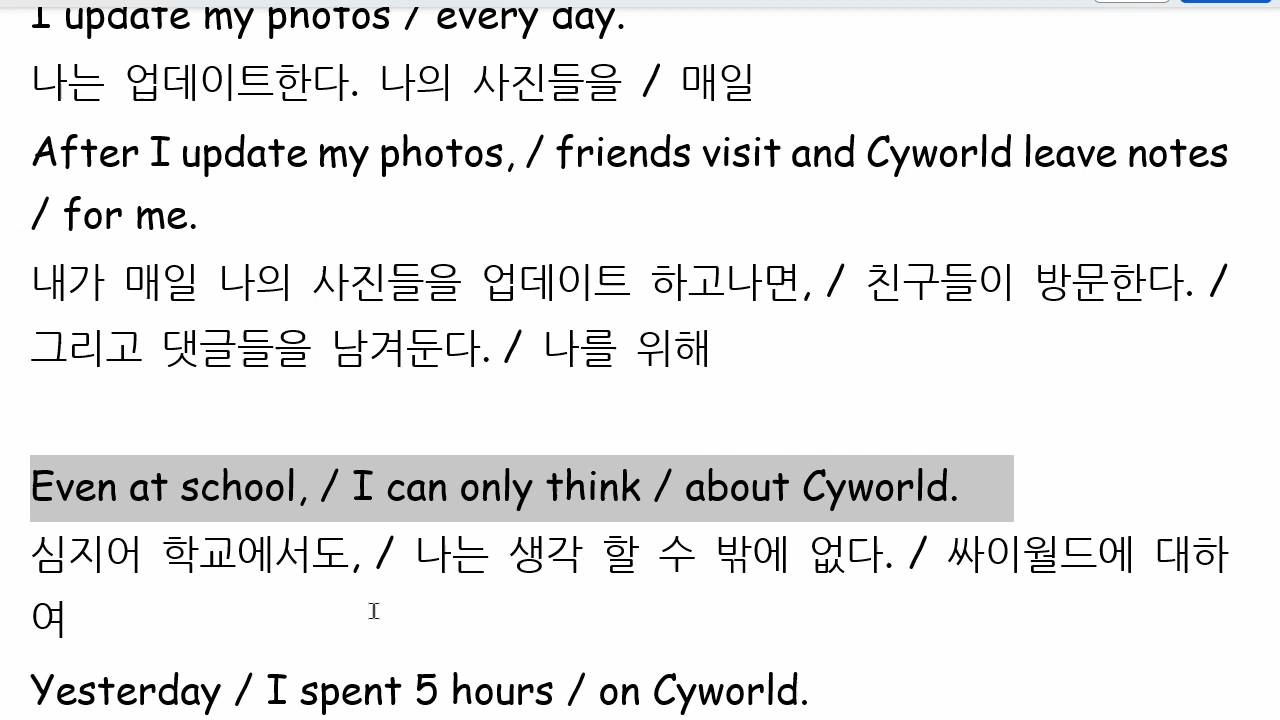 I update my photos / every day.
나는 업데이트한다. 나의 사진들을 / 매일
After I update my photos, / friends visit and Cyworld leave notes
/ for me.
내가 매일 나의 사진들을 업데이트 하고나면, / 친구들이 방문한다. /
그리고 댓글들을 남겨둔다. / 나를 위해
Even at school, / I can only think / about Cyworld.
심지어 학교에서도, / 나는 생각 할 수 밖에 없다. / 싸이월드에 대하
여
Yesterday / I spent 5 hours / on Cyworld.